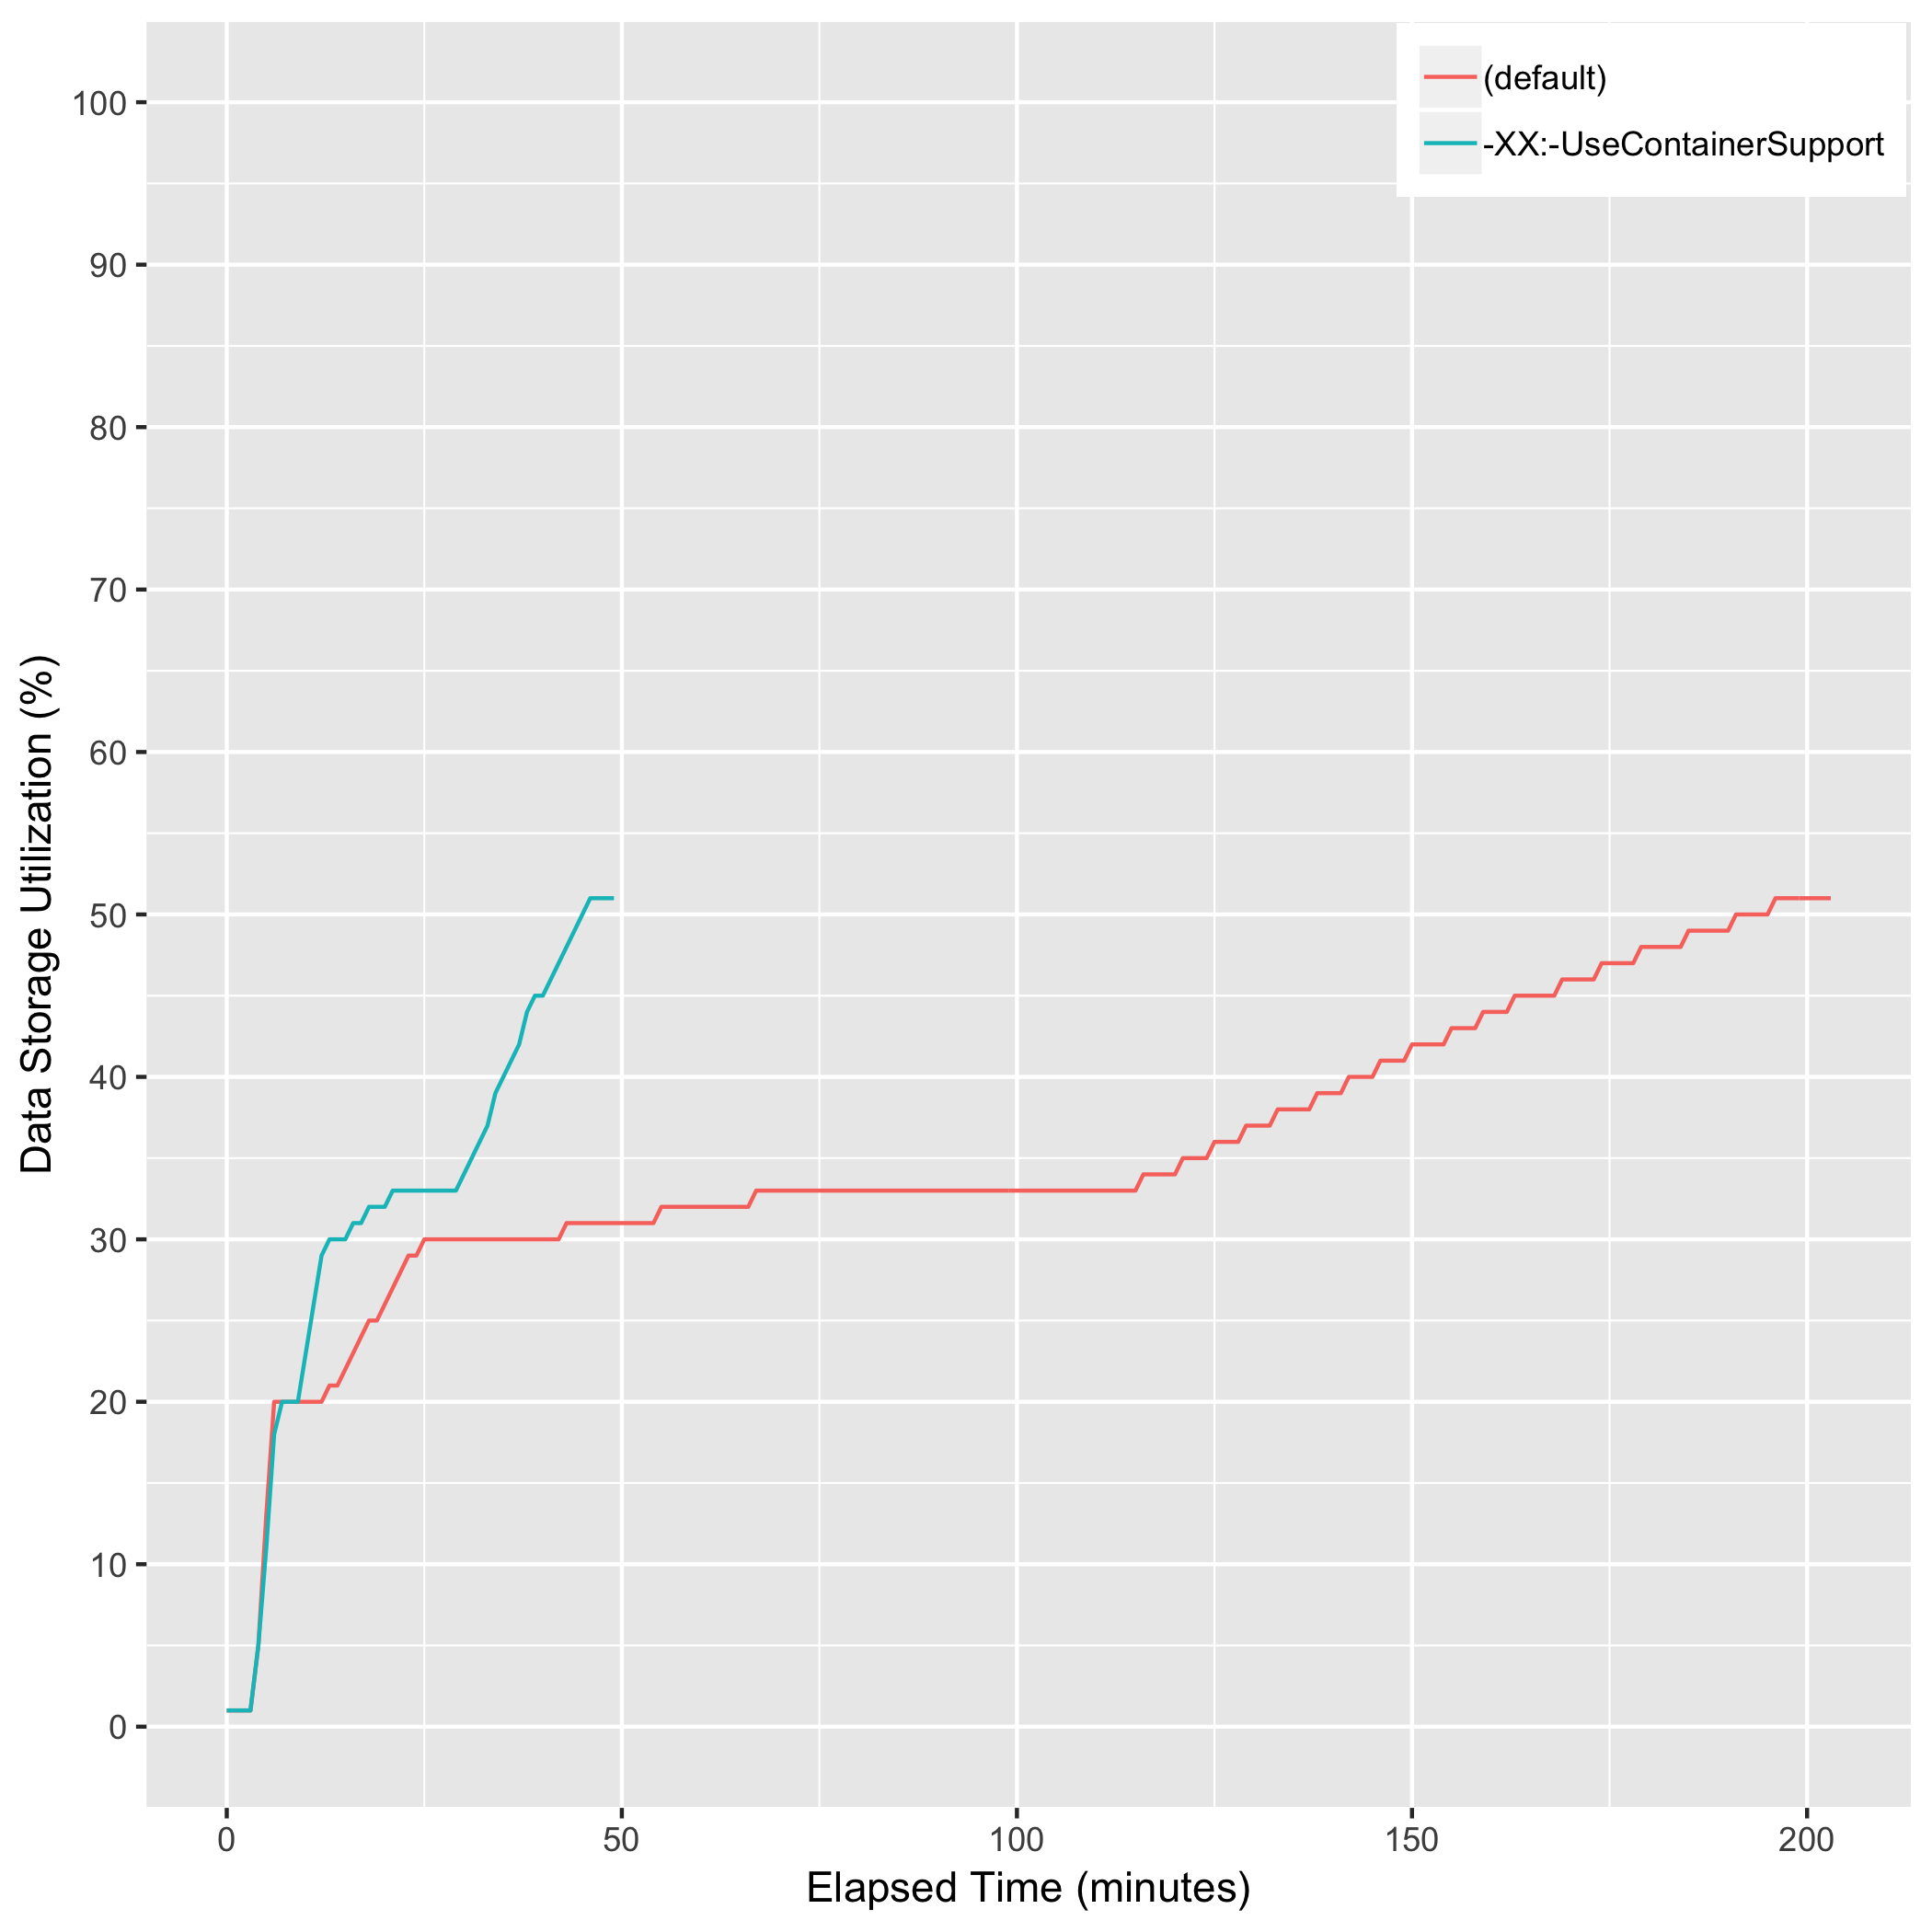 (default)
-XX:-UseContainerSupport
100
90
80
70
60
50
40
30
20
10
0
Data Storage Utilization (%)
0 50 100 150 200
Elapsed Time (minutes)